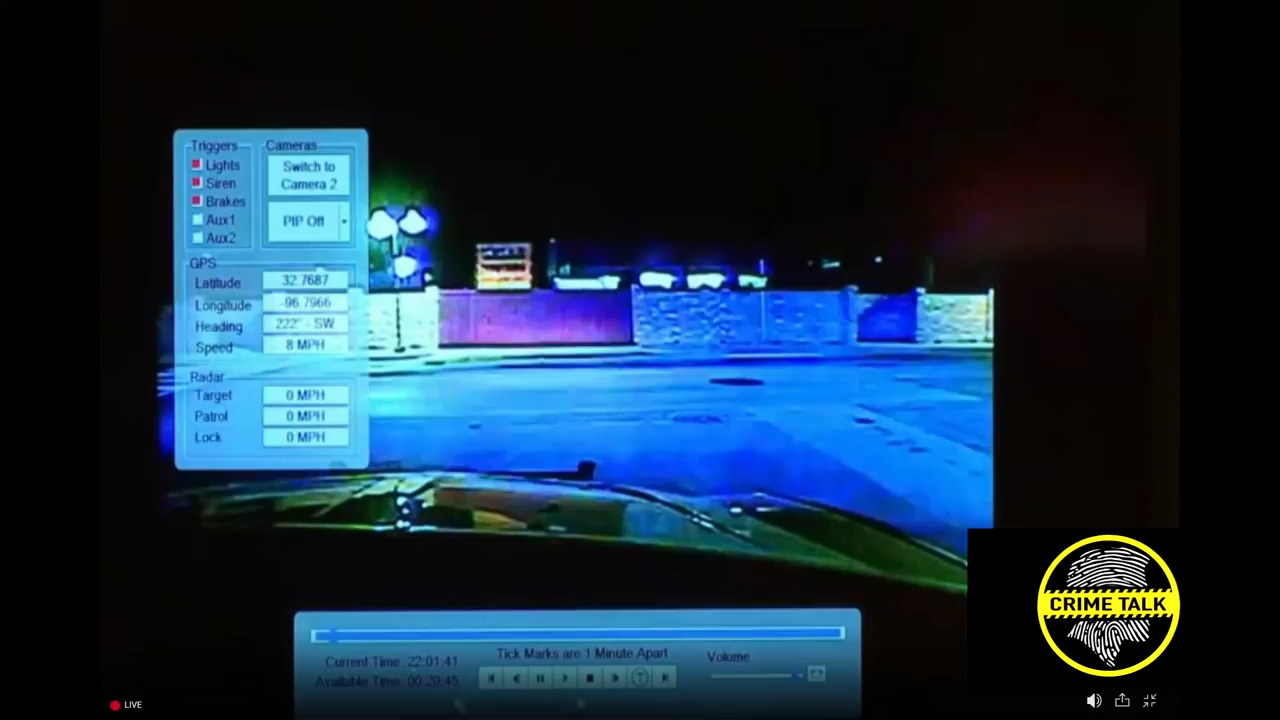 Triggers
Lights
Siren
Brakes
Aux1
Aux2
Cameras
Switch to
Camera 2
PIP Off
GPS
Latitude 32.7687
Longitude -96.7966
Heading 222° - SW
Speed 8 MPH
Radar
Target 0 MPH
Patrol 0 MPH
Lock 0 MPH
CRIME TALK
Current Time: 22:01:41
Available Time: 00:20:45
Tick Marks are 1 Minute Apart
T
Volume
LIVE